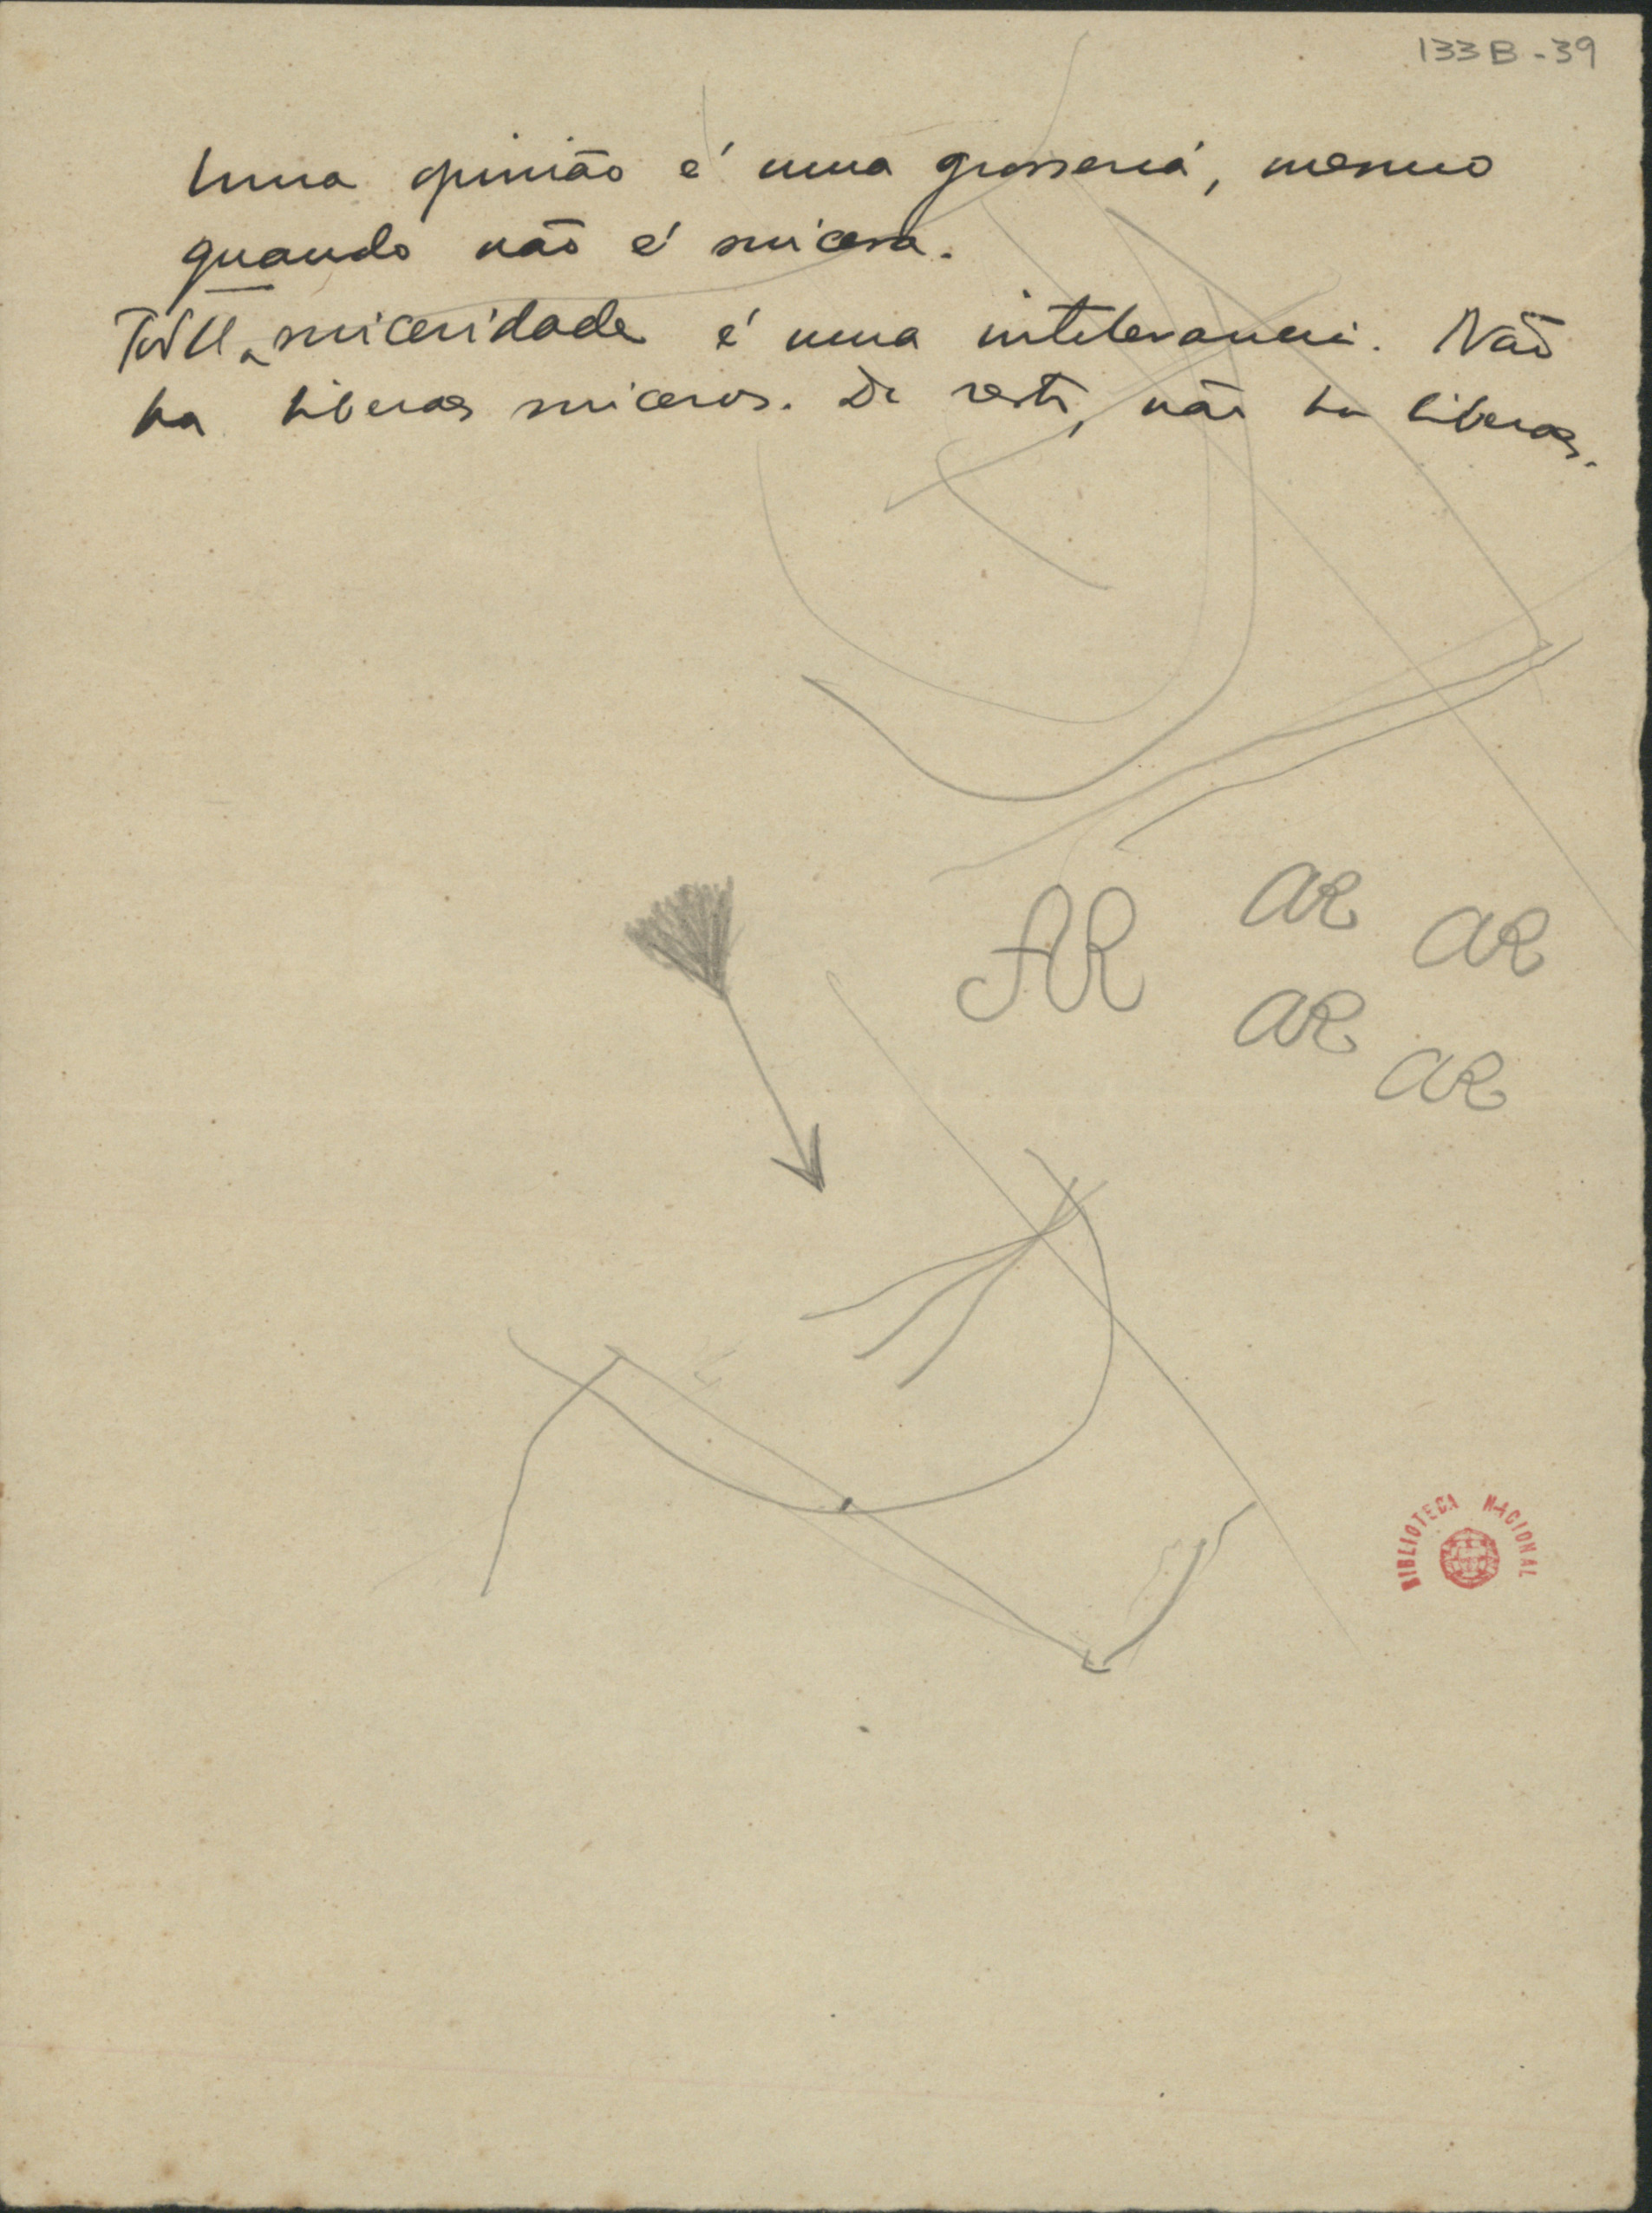 133B-39
Uma opinião é uma grosseria, mesmo
quando não é sincera.
Toda a sinceridade é uma intolerancia. Não
ha liberaes sinceros. De resto, não ha liberaes.
AR AR AR
AR AR
BIBLIOTECA NACIONAL